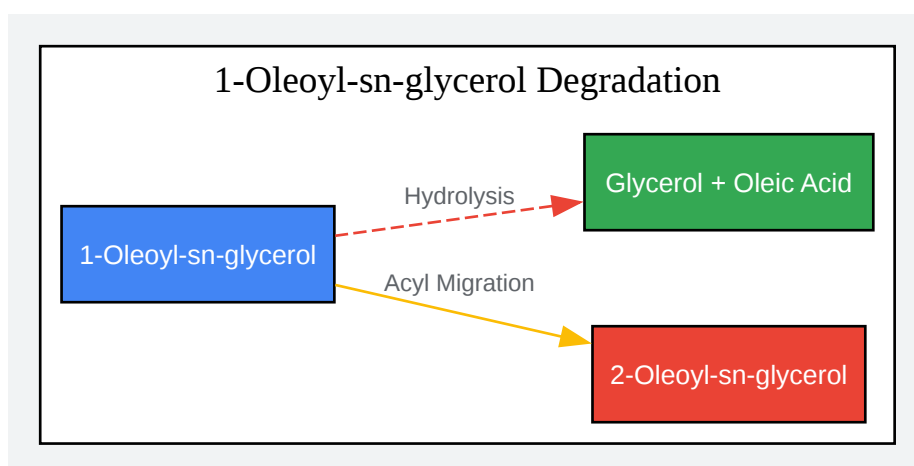 1-Oleoyl-sn-glycerol Degradation
Hydrolysis
Glycerol + Oleic Acid
1-Oleoyl-sn-glycerol
Acyl Migration
2-Oleoyl-sn-glycerol